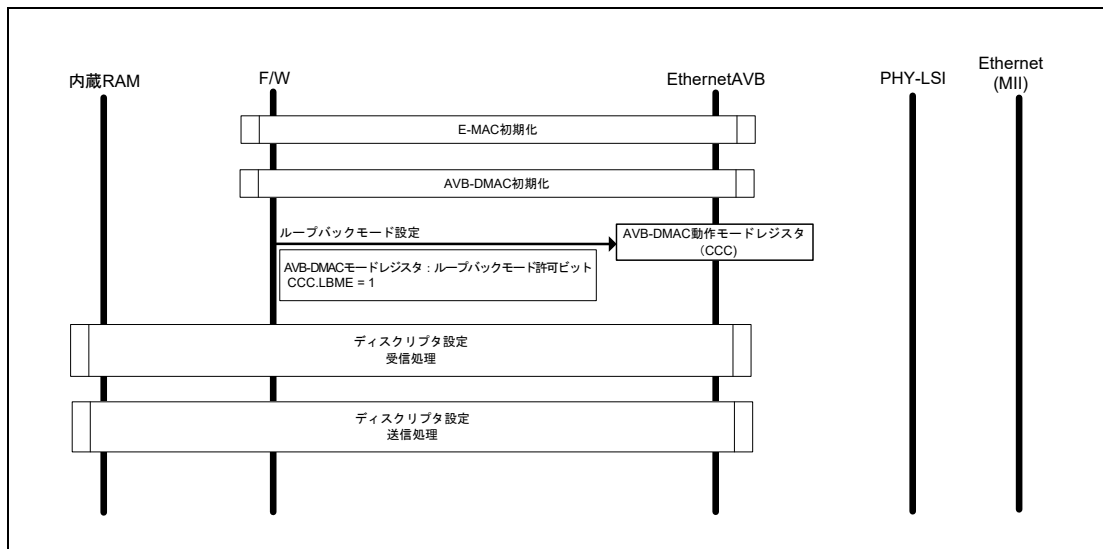 内蔵RAM
F/W
EthernetAVB
PHY-LSI
Ethernet
(MII)
E-MAC初期化
AVB-DMAC初期化
ループバックモード設定
AVB-DMAC動作モードレジスタ
(CCC)
AVB-DMACモードレジスタ：ループバックモード許可ビット
CCC.LBME = 1
ディスクリプタ設定
受信処理
ディスクリプタ設定
送信処理